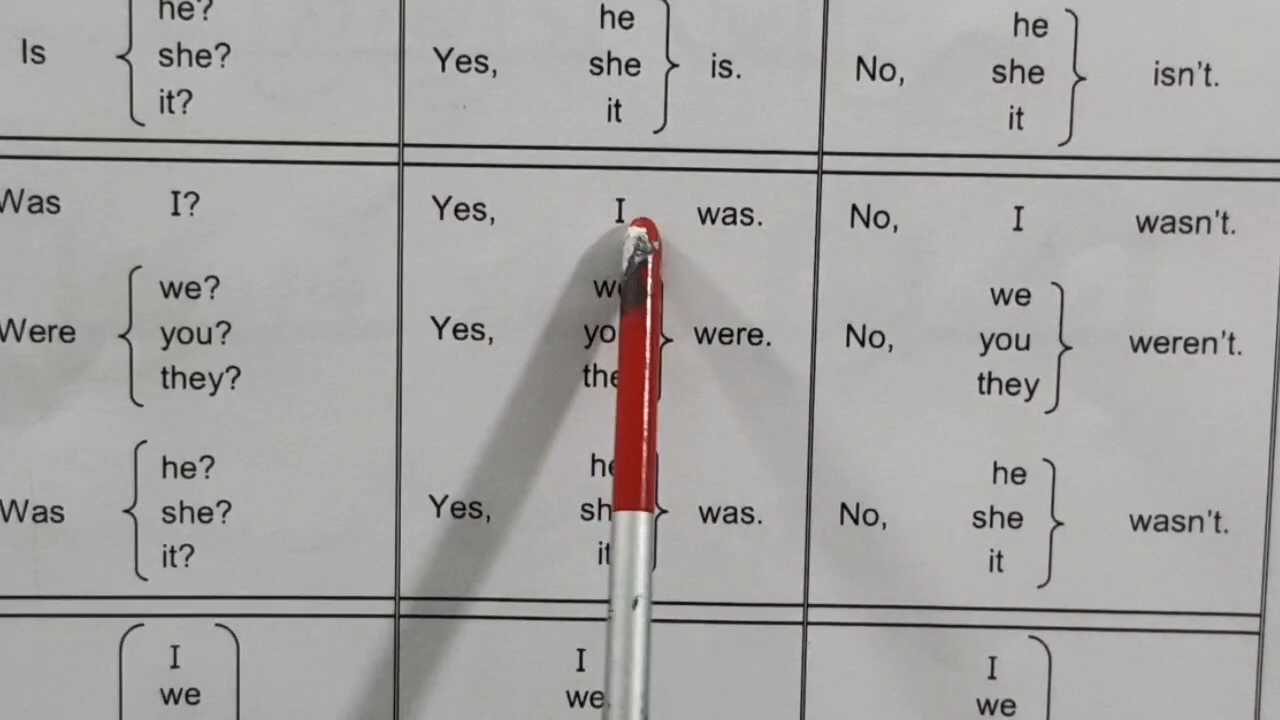 he?
Is she? Yes, he she it is. No, he she it isn't.
it?
Was I? Yes, I was. No, I wasn't.
we?
Were you? Yes, were. No, we you they weren't.
they?
he?
Was she? Yes, was. No, he she it wasn't.
it?
I I I
we we we